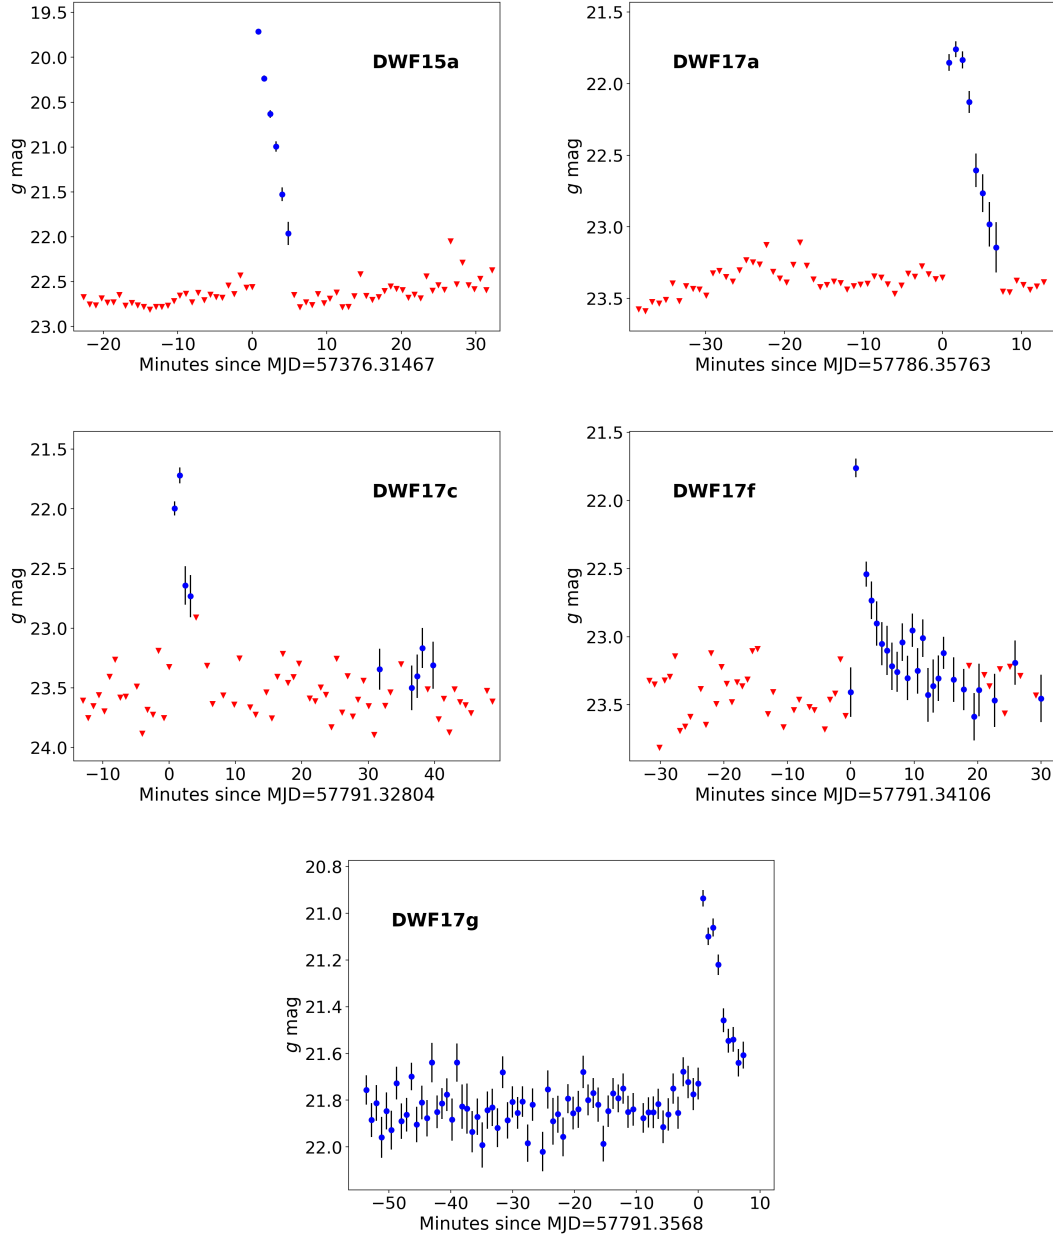 19.5
20.0
20.5
21.0
21.5
22.0
22.5
23.0
g mag
DWF15a
−20 −10 0 10 20 30
Minutes since MJD=57376.31467
21.5
22.0
22.5
23.0
23.5
g mag
DWF17a
−30 −20 −10 0 10
Minutes since MJD=57786.35763
21.5
22.0
22.5
23.0
23.5
24.0
g mag
DWF17c
−10 0 10 20 30 40
Minutes since MJD=57791.32804
21.5
22.0
22.5
23.0
23.5
g mag
DWF17f
−30 −20 −10 0 10 20 30
Minutes since MJD=57791.34106
20.8
21.0
21.2
21.4
21.6
21.8
22.0
g mag
DWF17g
−50 −40 −30 −20 −10 0 10
Minutes since MJD=57791.3568